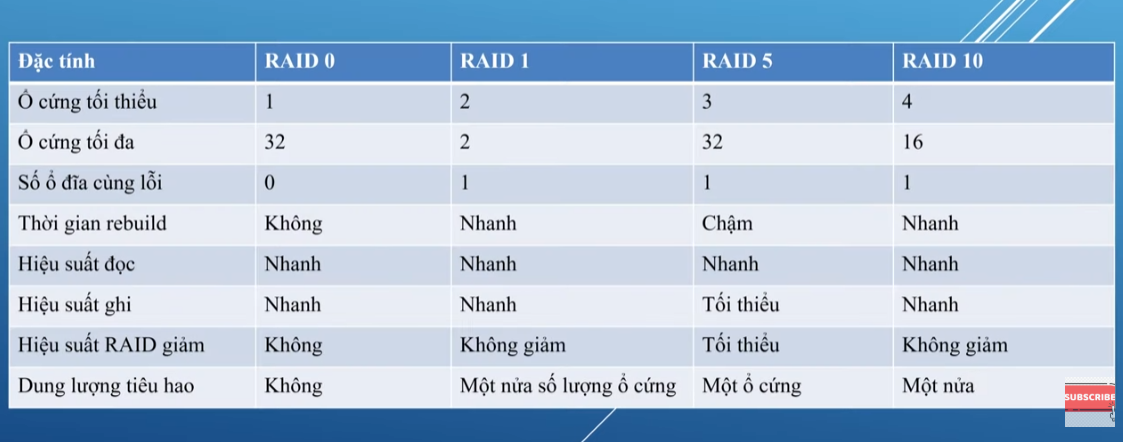 Đặc tính RAID 0 RAID 1 RAID 5 RAID 10
Ổ cứng tối thiểu 1 2 3 4
Ổ cứng tối đa 32 2 32 16
Số ổ đĩa cùng lỗi 0 1 1 1
Thời gian rebuild Không Nhanh Chậm Nhanh
Hiệu suất đọc Nhanh Nhanh Nhanh Nhanh
Hiệu suất ghi Nhanh Nhanh Tối thiểu Nhanh
Hiệu suất RAID giảm Không Không giảm Tối thiểu Không giảm
Dung lượng tiêu hao Không Một nửa số lượng ổ cứng Một ổ cứng Một nửa
SUBSCRIBE